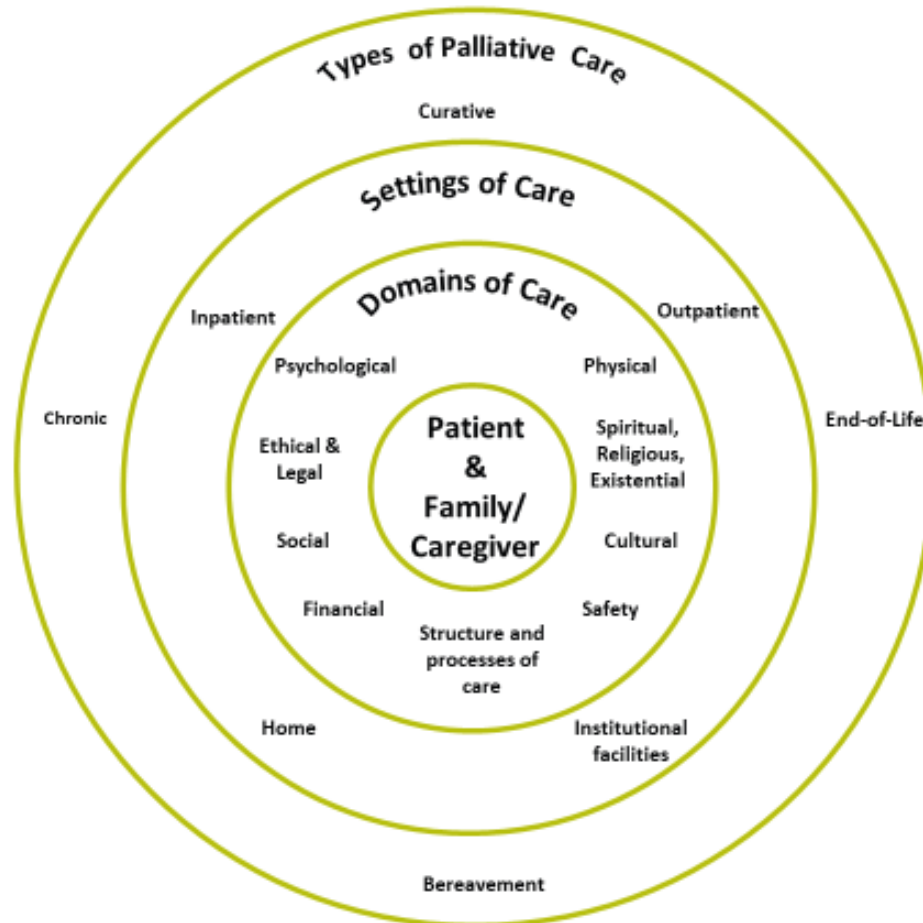 Types of Palliative Care
Curative
Settings of Care
Domains of Care
Inpatient
Outpatient
Psychological
Physical
Chronic
End-of-Life
Patient
&
Family/
Caregiver
Ethical &
Legal
Spiritual,
Religious,
Existential
Social
Cultural
Financial
Safety
Structure and
processes of
care
Home
Institutional
facilities
Bereavement